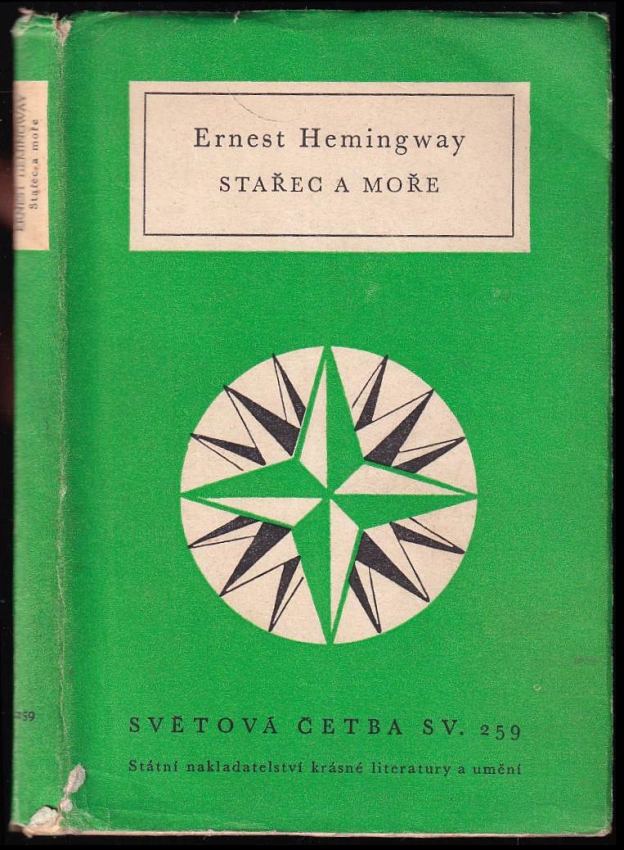 Ernest Hemingway
STAŘEC A MOŘE
SVĚTOVÁ ČETBA SV. 259
Státní nakladatelství krásné literatury a umění
ERNEST HEMINGWAY
Stařec a moře
259